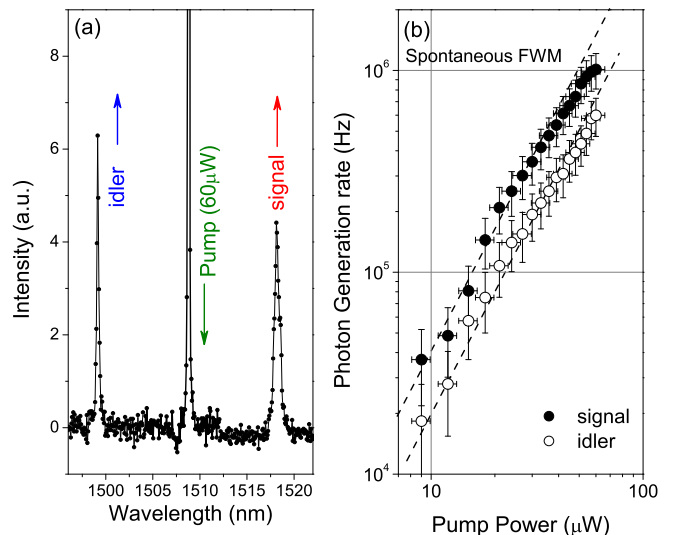 (a)
8
6
4
2
0
Intensity (a.u.)
idler
Pump (60μW)
signal
1500 1505 1510 1515 1520
Wavelength (nm)
(b)
Spontaneous FWM
10⁶
10⁵
10⁴
Photon Generation rate (Hz)
signal
idler
10 100
Pump Power (μW)